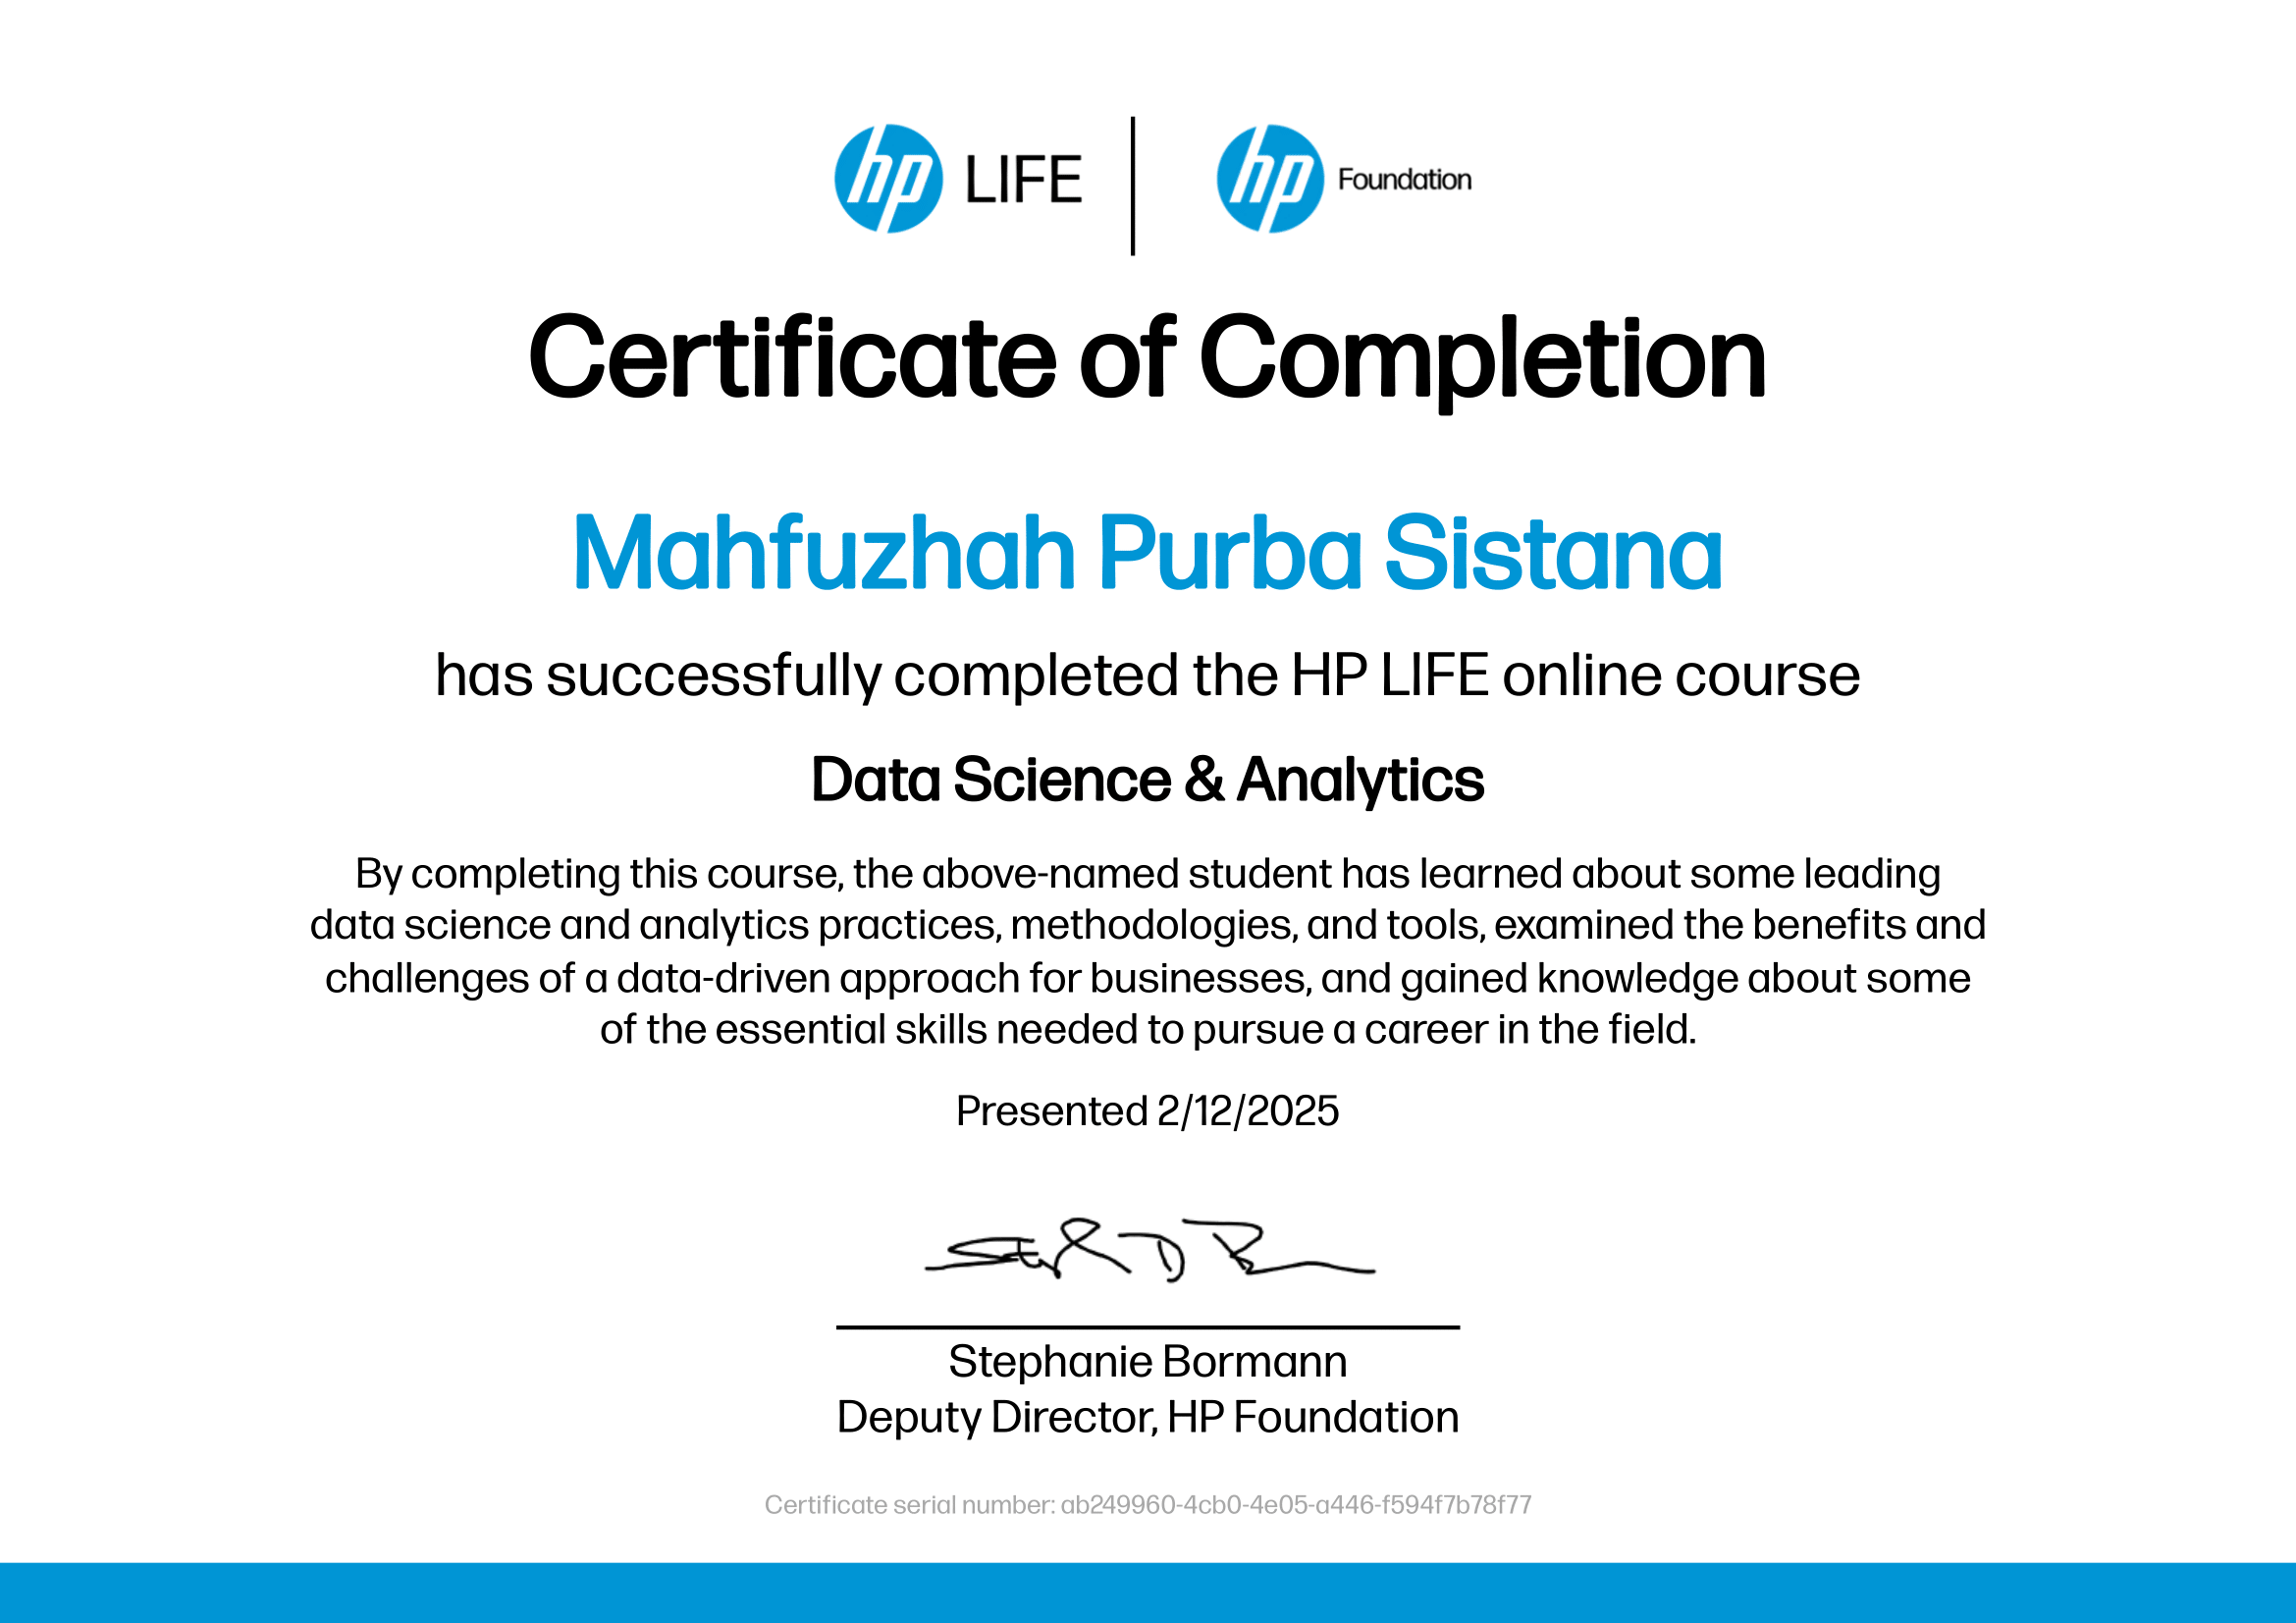 hp LIFE | hp Foundation
Certificate of Completion
Mahfuzhah Purba Sistana
has successfully completed the HP LIFE online course
Data Science & Analytics
By completing this course, the above-named student has learned about some leading
data science and analytics practices, methodologies, and tools, examined the benefits and
challenges of a data-driven approach for businesses, and gained knowledge about some
of the essential skills needed to pursue a career in the field.
Presented 2/12/2025
Stephanie Bormann
Deputy Director, HP Foundation
Certificate serial number: ab249960-4cb0-4e05-a446-f594f7b78f77